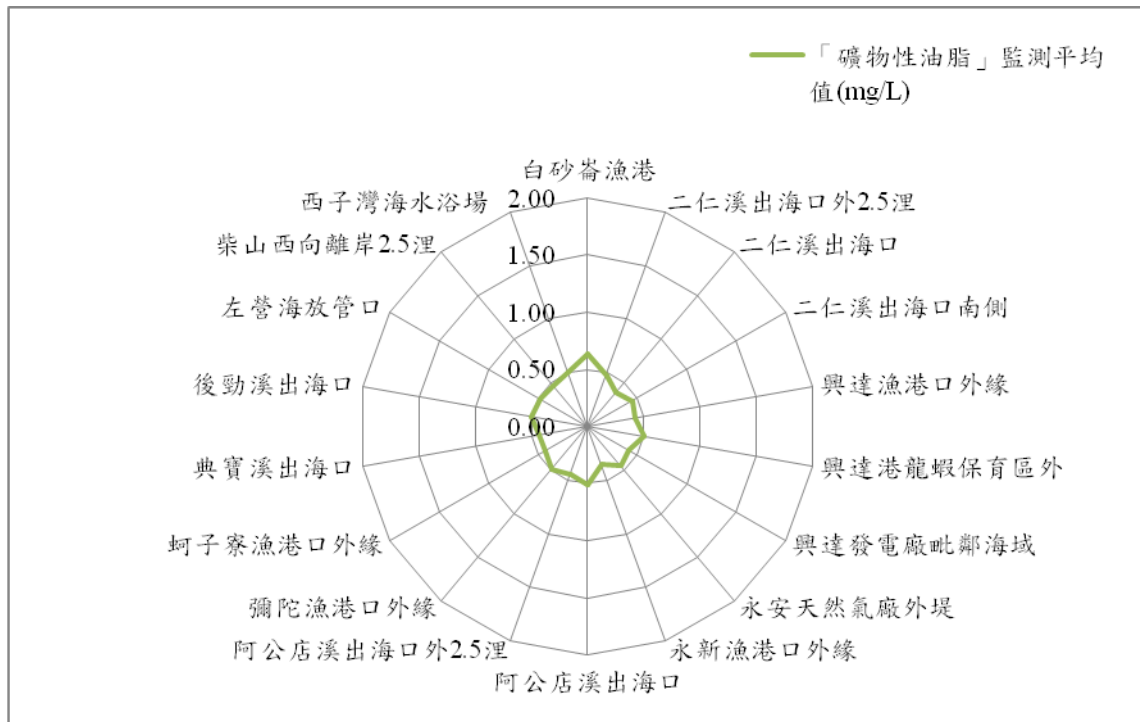 「礦物性油脂」監測平均
值(mg/L)
白砂崙漁港
二仁溪出海口外2.5浬
二仁溪出海口
二仁溪出海口南側
興達漁港口外緣
興達港龍蝦保育區外
興達發電廠毗鄰海域
永安天然氣廠外堤
永新漁港口外緣
阿公店溪出海口
阿公店溪出海口外2.5浬
彌陀漁港口外緣
蚵子寮漁港口外緣
典寶溪出海口
後勁溪出海口
左營海放管口
柴山西向離岸2.5浬
西子灣海水浴場
2.00
1.50
1.00
0.50
0.00